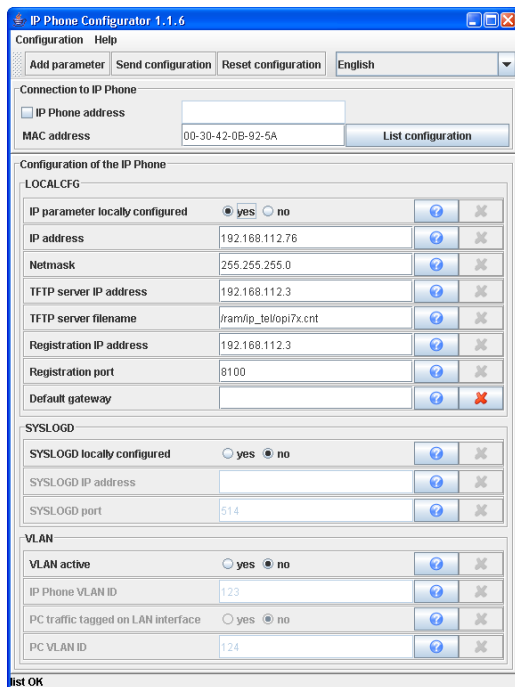 IP Phone Configurator 1.1.6
Configuration Help
Add parameter Send configuration Reset configuration English
Connection to IP Phone
IP Phone address
MAC address 00-30-42-0B-92-5A List configuration
Configuration of the IP Phone
LOCALCFG
IP parameter locally configured yes no
IP address 192.168.112.76
Netmask 255.255.255.0
TFTP server IP address 192.168.112.3
TFTP server filename /ram/ip_tel/opi7x.cnt
Registration IP address 192.168.112.3
Registration port 8100
Default gateway
SYSLOGD
SYSLOGD locally configured yes no
SYSLOGD IP address
SYSLOGD port 514
VLAN
VLAN active yes no
IP Phone VLAN ID 123
PC traffic tagged on LAN interface yes no
PC VLAN ID 124
list OK